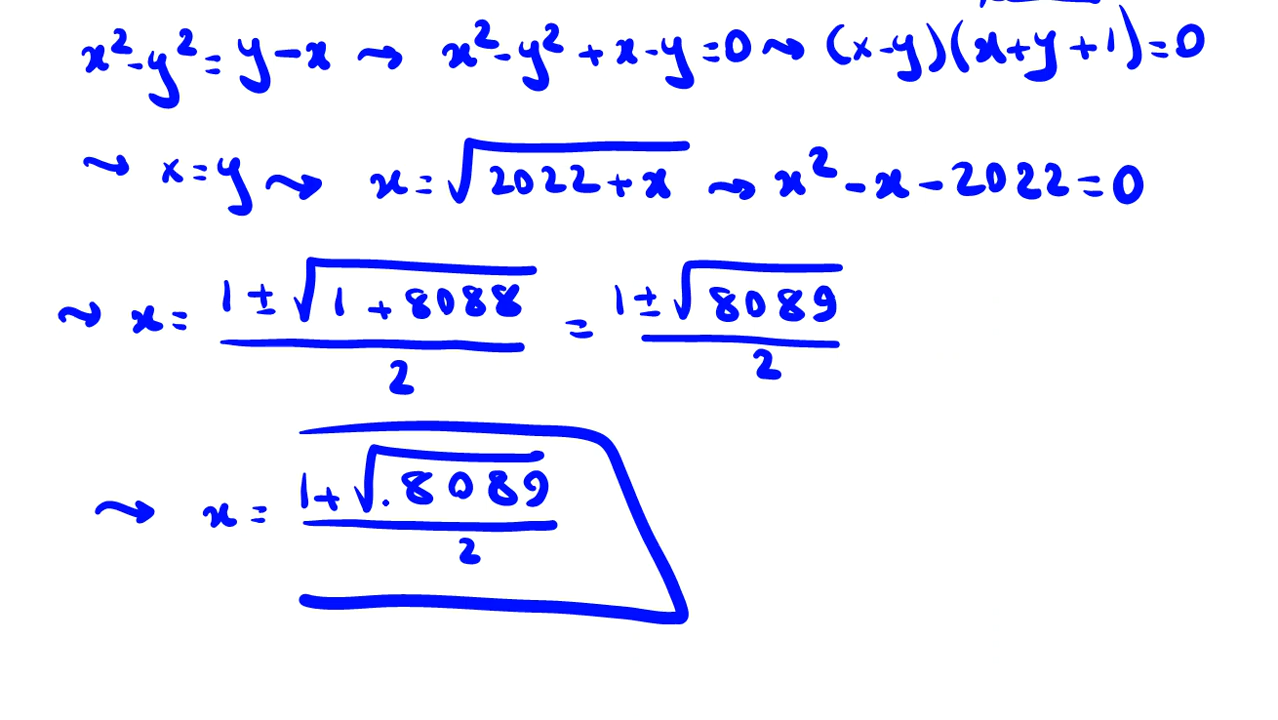 x²-y²=y-x ⇝ x²-y²+x-y=0 ⇝ (x-y)(x+y+1)=0
⇝ x=y ⇝ x=√(2022+x) ⇝ x²-x-2022=0
⇝ x= (1±√(1+8088))/2 = (1±√8089)/2
⇝ x= (1+√.8089)/2